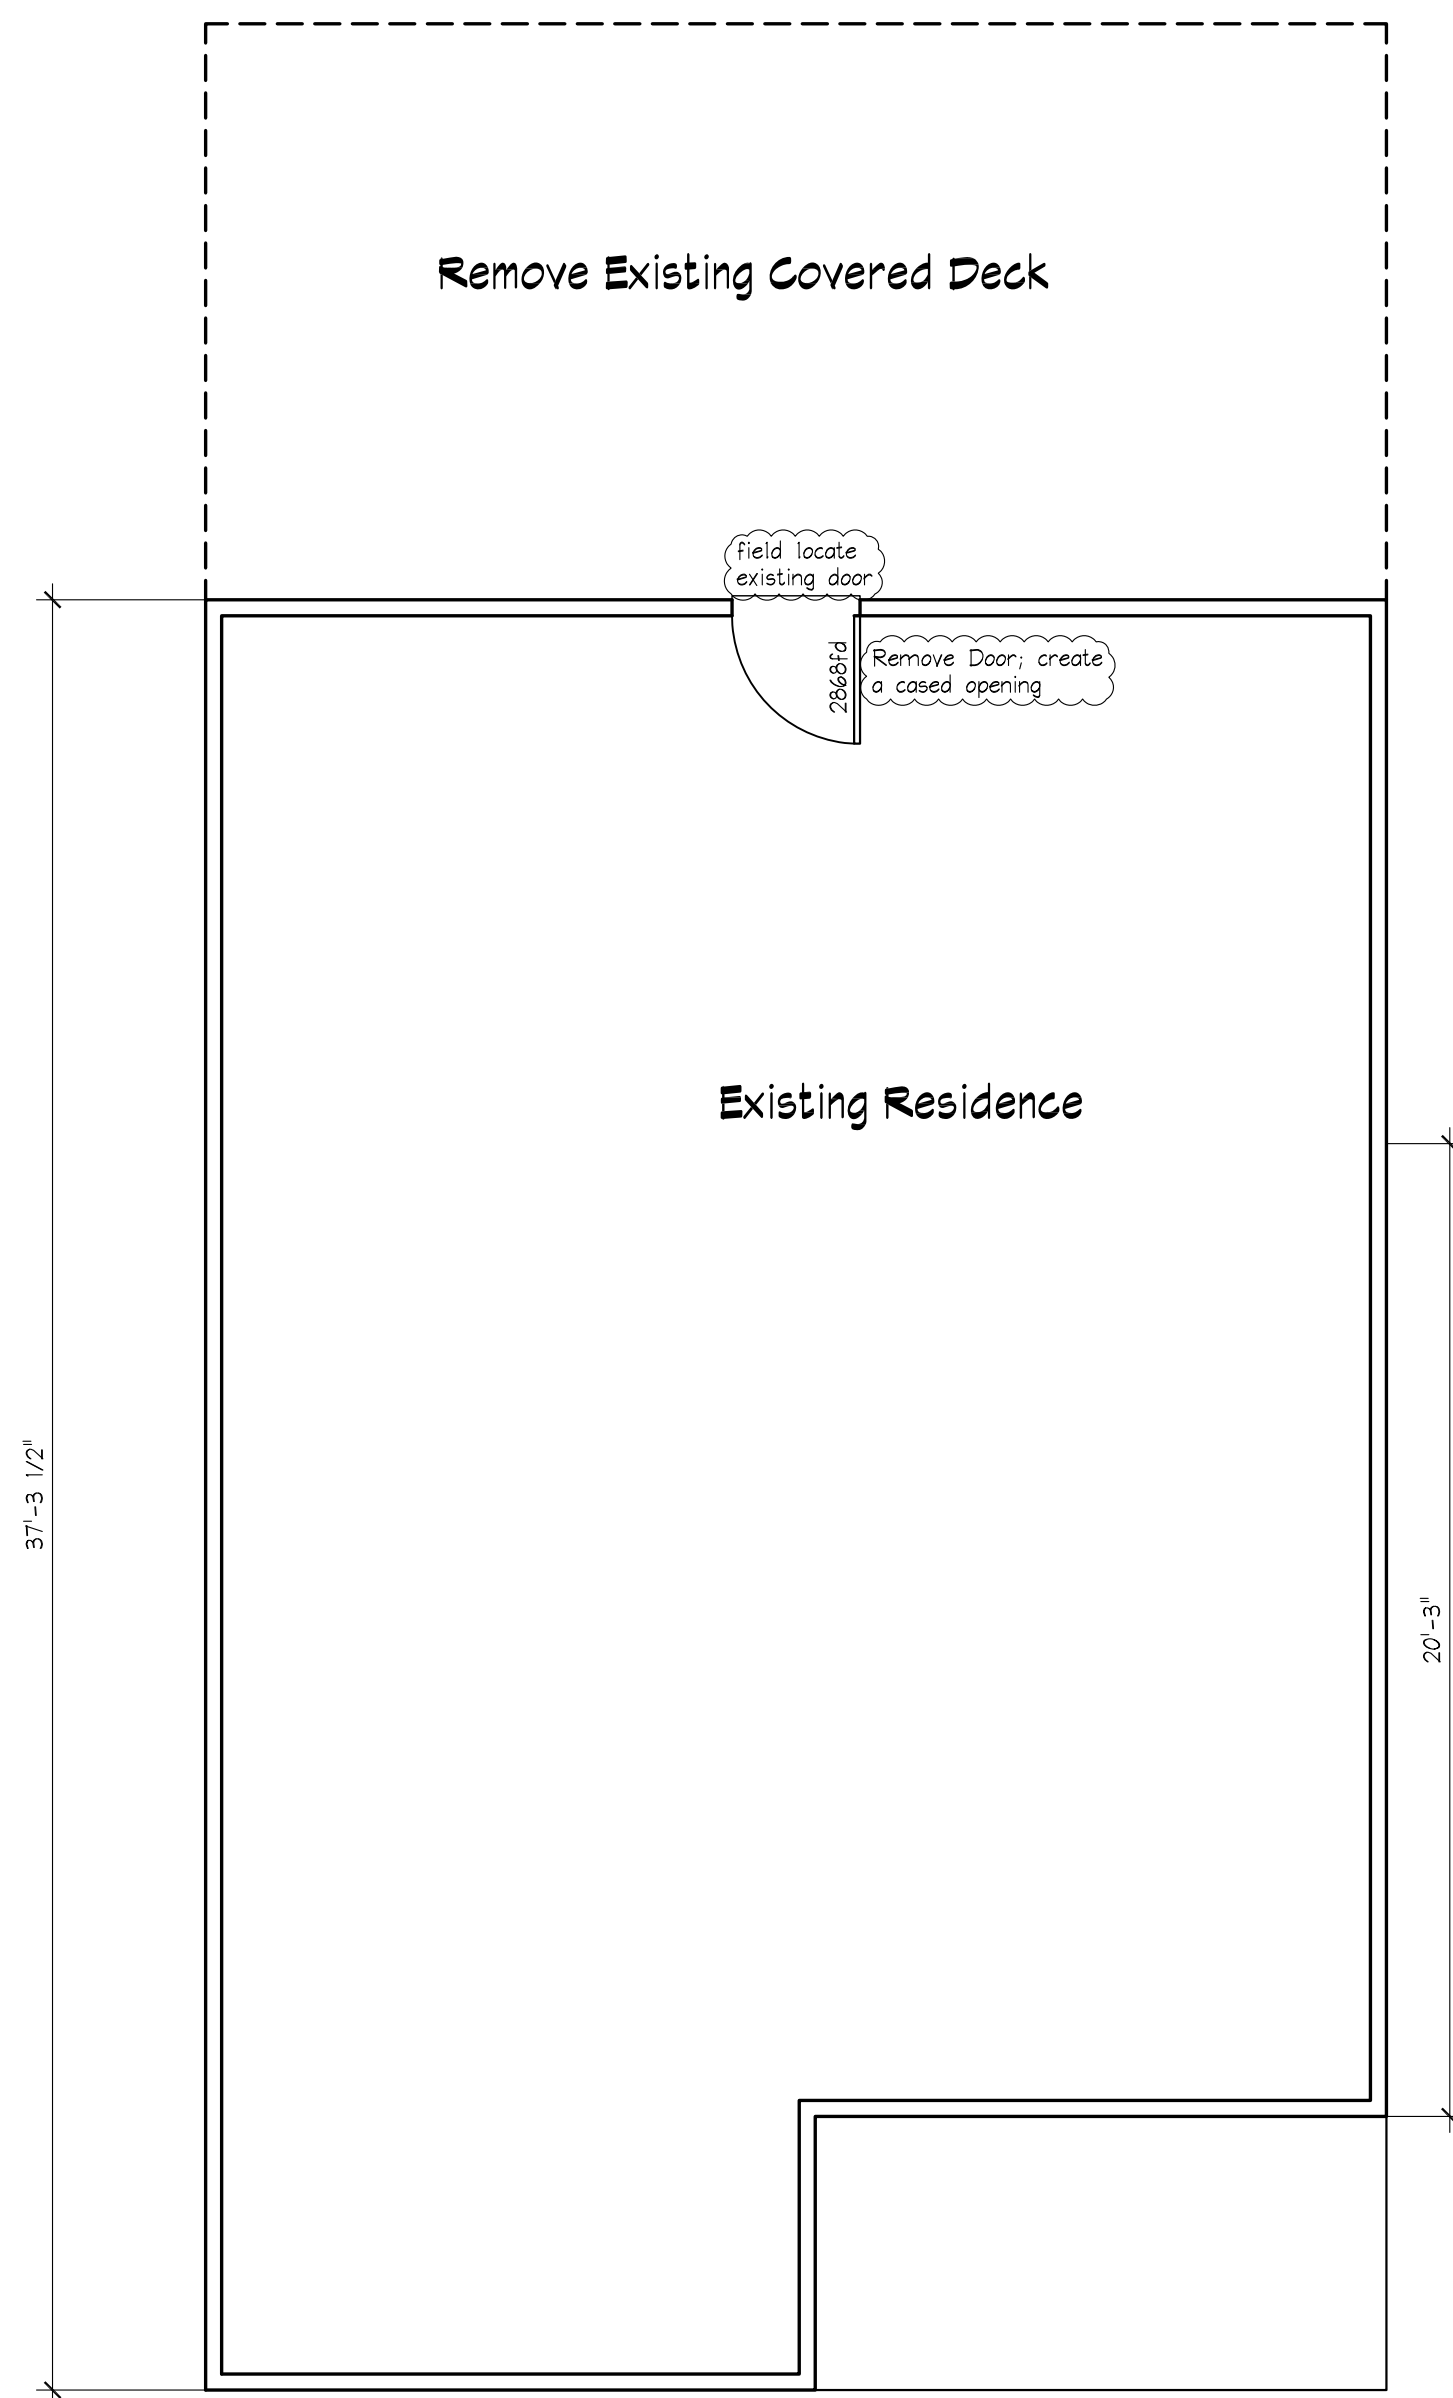 Remove Existing Covered Deck
field locate
existing door
2868fd
Remove Door; create
a cased opening
Existing Residence
37'-3 1/2"
20'-3"